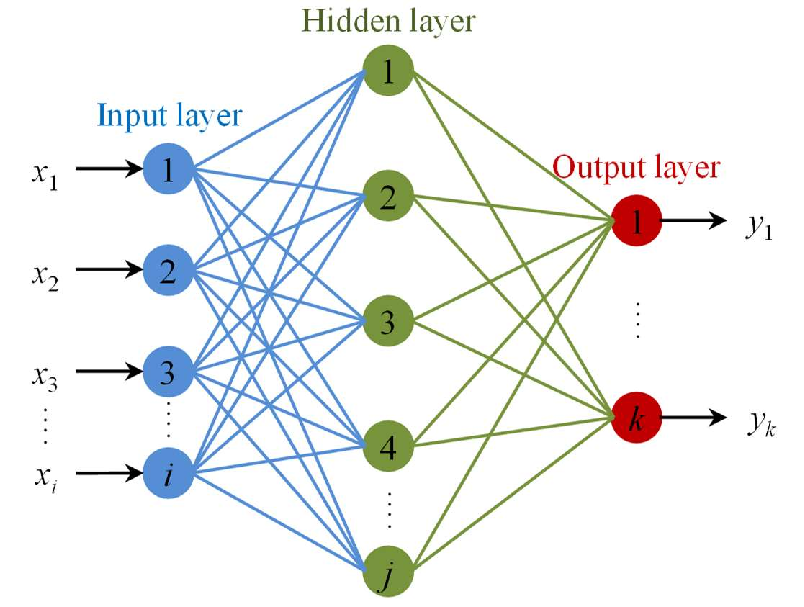 Hidden layer
Input layer
Output layer
x1
x2
x3
xi
1
2
3
i
1
2
3
4
j
1
k
y1
yk